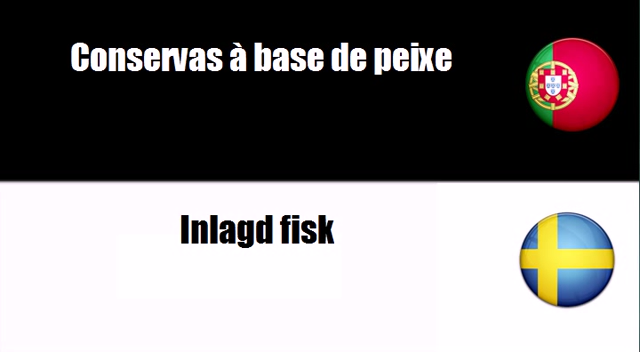 Conservas à base de peixe
Inlagd fisk